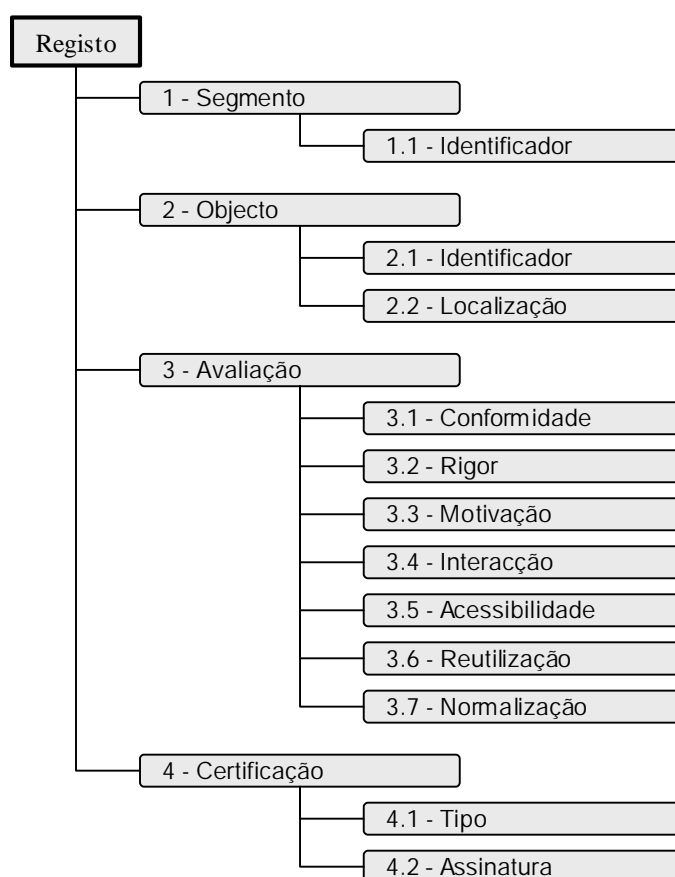 Registo
1 - Segmento
1.1 - Identificador
2 - Objecto
2.1 - Identificador
2.2 - Localização
3 - Avaliação
3.1 - Conformidade
3.2 - Rigor
3.3 - Motivação
3.4 - Interacção
3.5 - Acessibilidade
3.6 - Reutilização
3.7 - Normalização
4 - Certificação
4.1 - Tipo
4.2 - Assinatura